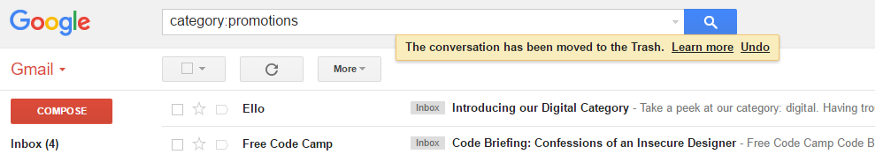 Google
category:promotions
The conversation has been moved to the Trash. Learn more Undo
Gmail
More
COMPOSE
Ello Inbox Introducing our Digital Category - Take a peek at our category: digital. Having
Inbox (4)
Free Code Camp Inbox Code Briefing: Confessions of an Insecure Designer - Free Code Camp Code